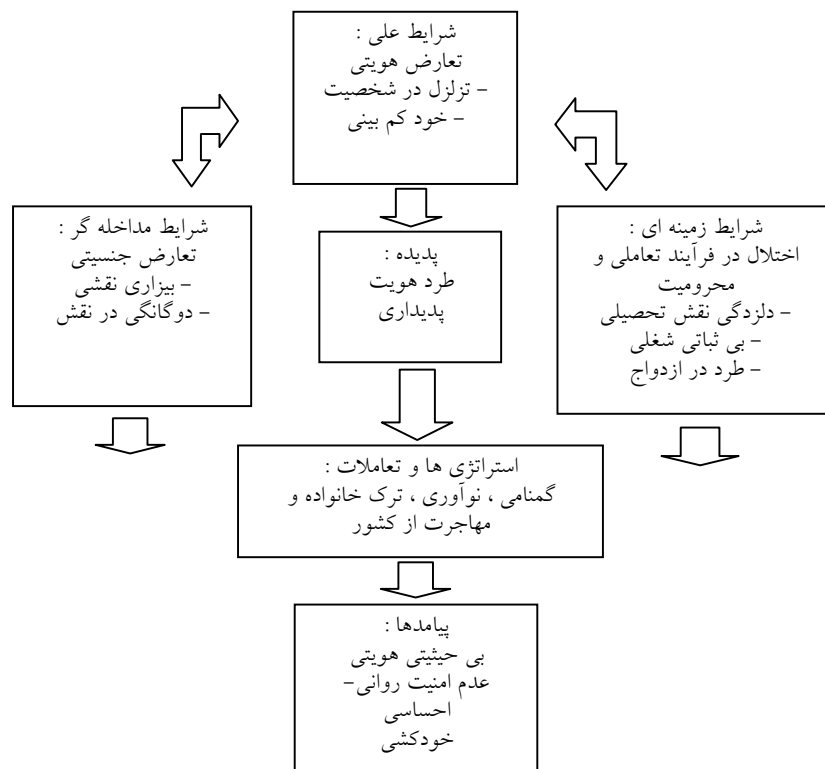 شرایط علی :
تعارض هویتی
– تزلزل در شخصیت
– خود کم بینی
شرایط زمینه ای :
اختلال در فرآیند تعاملی و
محرومیت
– دلزدگی نقش تحصیلی
– بی ثباتی شغلی
– طرد در ازدواج
پدیده :
طرد هویت
پدیداری
شرایط مداخله گر :
تعارض جنسیتی
– بیزاری نقشی
– دوگانگی در نقش
استراتژی ها و تعاملات :
گمنامی ، نوآوری ، ترک خانواده و
مهاجرت از کشور
پیامدها :
بی حیثیتی هویتی
عدم امنیت روانی–
احساسی
خودکشی